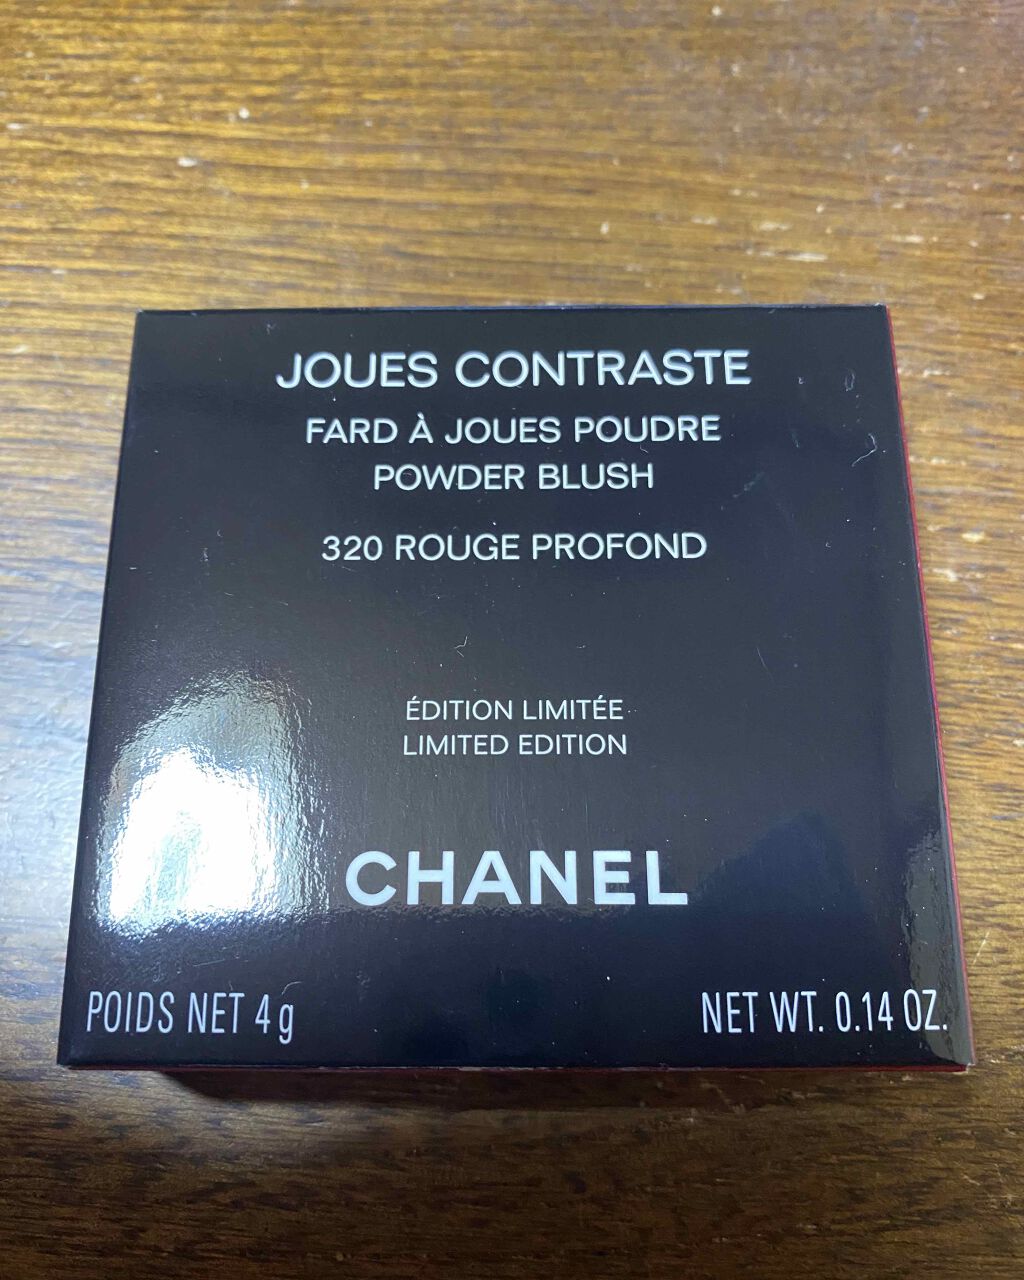 JOUES CONTRASTE
FARD À JOUES POUDRE
POWDER BLUSH
320 ROUGE PROFOND
ÉDITION LIMITÉE
LIMITED EDITION
CHANEL
POIDS NET 4 g
NET WT. 0.14 OZ.